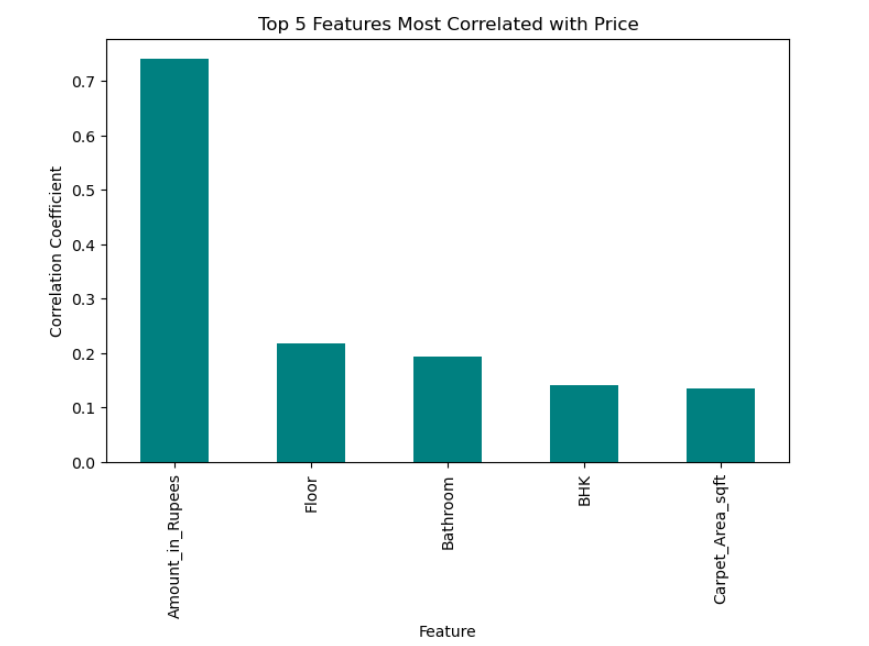 Top 5 Features Most Correlated with Price
Correlation Coefficient
0.7
0.6
0.5
0.4
0.3
0.2
0.1
0.0
Amount_in_Rupees
Floor
Bathroom
BHK
Carpet_Area_sqft
Feature